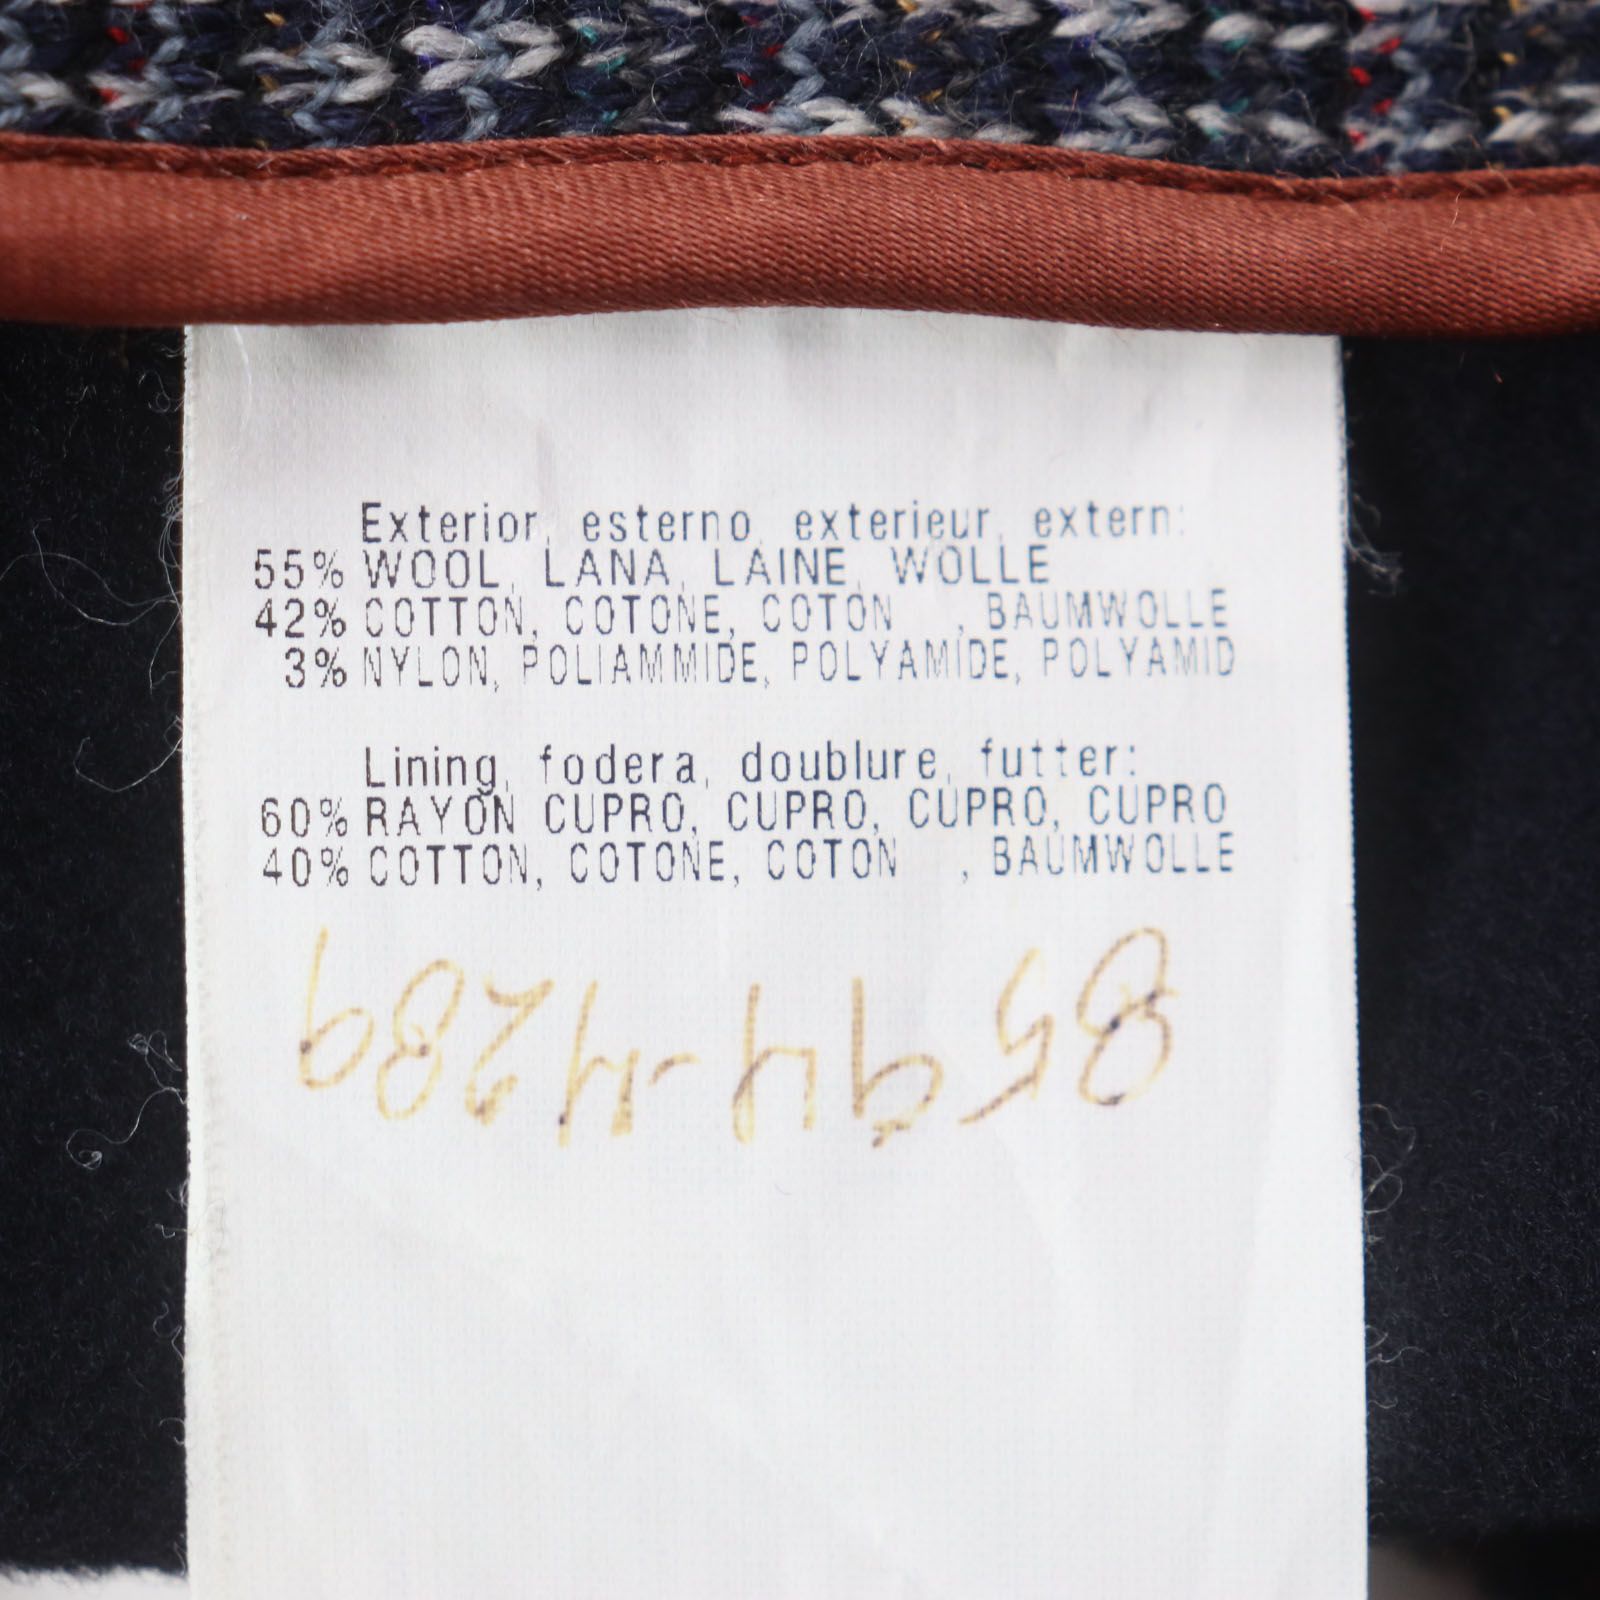 Exterior, esterno, exterieur, extern:
55% WOOL, LANA, LAINE, WOLLE
42% COTTON, COTONE, COTON , BAUMWOLLE
3% NYLON, POLIAMMIDE, POLYAMIDE, POLYAMID
Lining, fodera, doublure, futter:
60% RAYON CUPRO, CUPRO, CUPRO, CUPRO
40% COTTON, COTONE, COTON , BAUMWOLLE
8594-4289